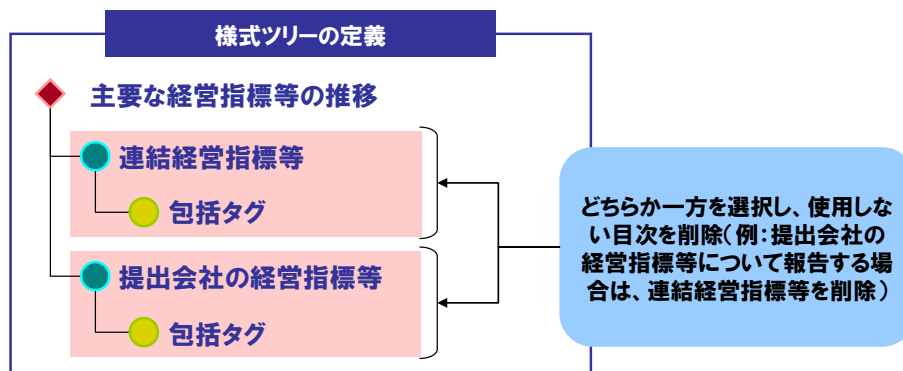 様式ツリーの定義
主要な経営指標等の推移
連結経営指標等
包括タグ
提出会社の経営指標等
包括タグ
どちらか一方を選択し、使用しな
い目次を削除(例:提出会社の
経営指標等について報告する場
合は、連結経営指標等を削除)